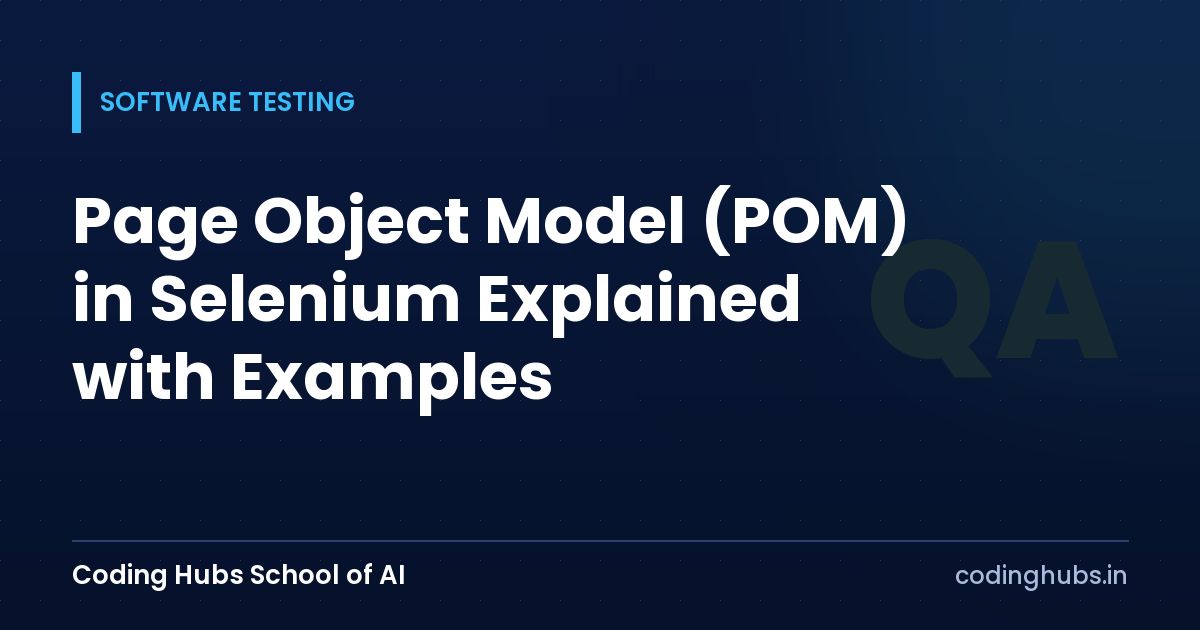 SOFTWARE TESTING
Page Object Model (POM)
in Selenium Explained
with Examples
QA
Coding Hubs School of AI
codinghubs.in